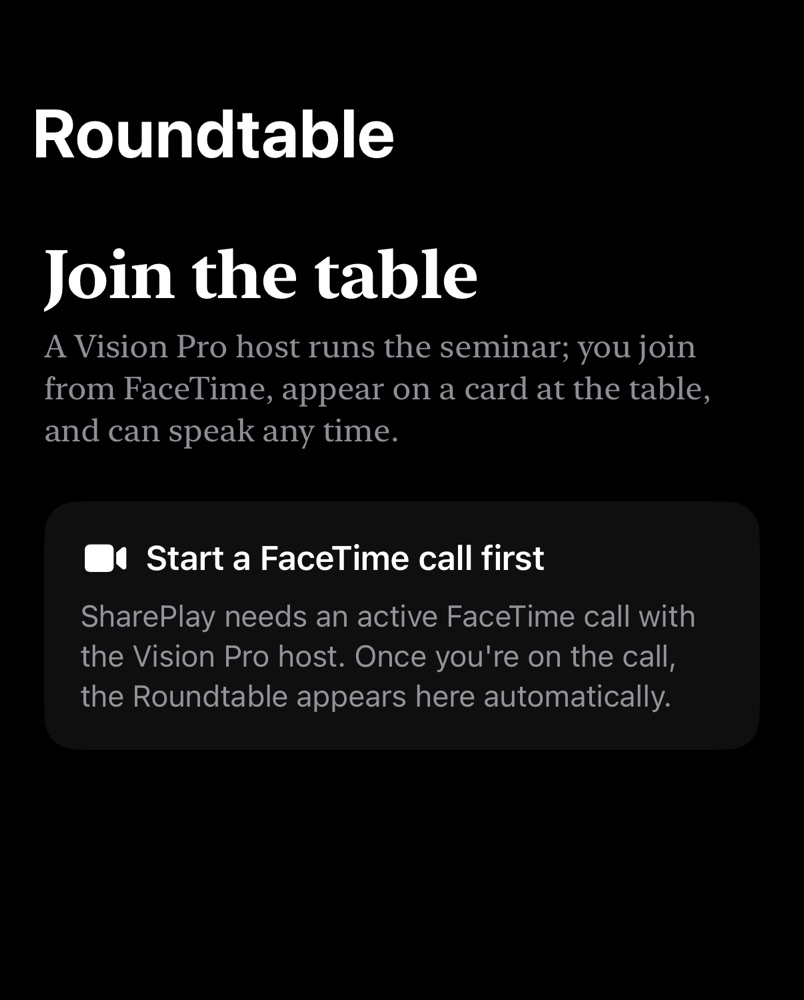 Roundtable
Join the table
A Vision Pro host runs the seminar; you join
from FaceTime, appear on a card at the table,
and can speak any time.
Start a FaceTime call first
SharePlay needs an active FaceTime call with
the Vision Pro host. Once you're on the call,
the Roundtable appears here automatically.